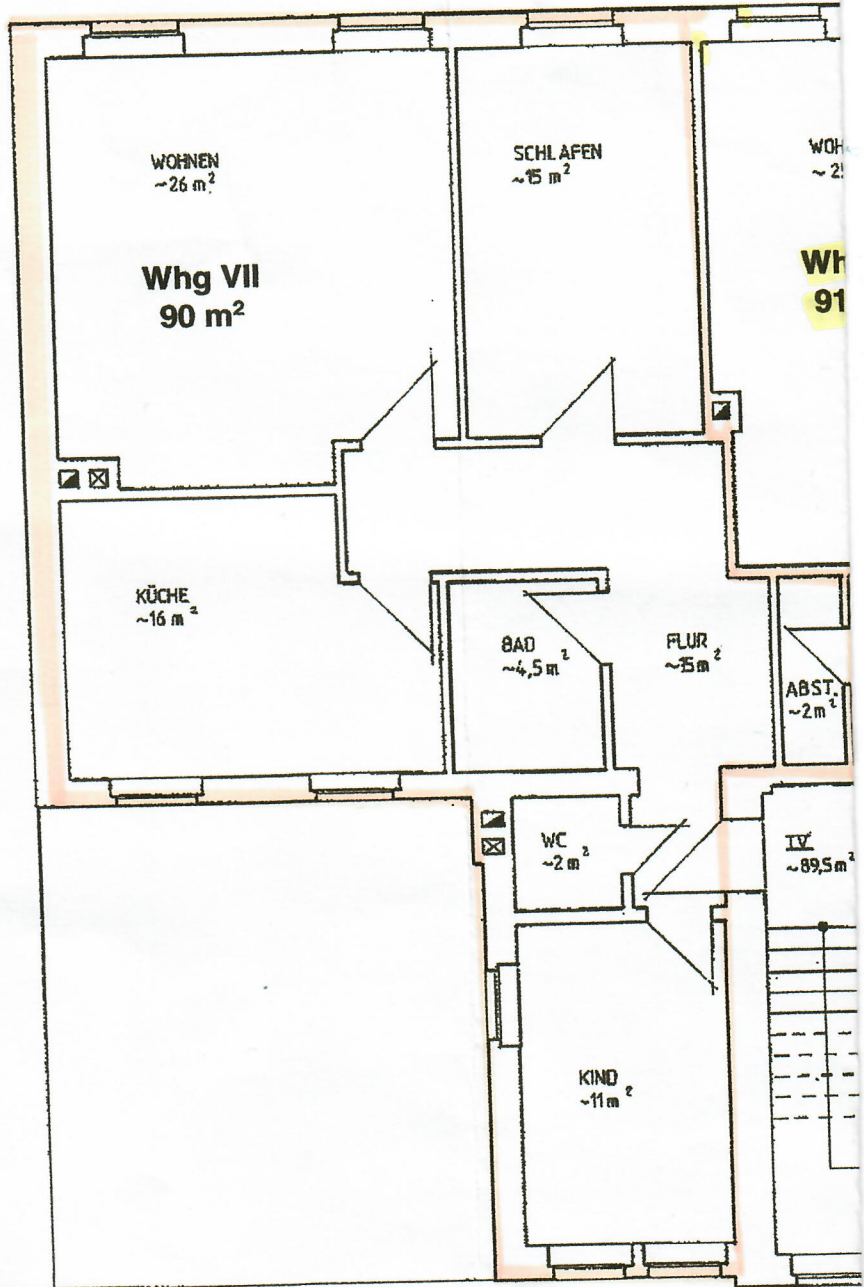 WOHNEN
~26 m²
Whg VII
90 m²
SCHLAFEN
~15 m²
KÜCHE
~16 m²
BAD
~4,5 m²
FLUR
~15 m²
ABST.
~2 m²
WC
~2 m²
IV
~89,5 m²
KIND
~11 m²